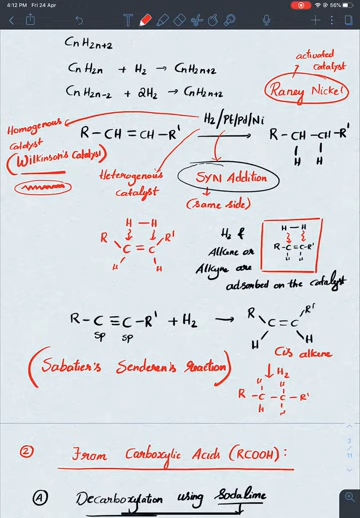 4:12 PM Fri 24 Apr
56%
CnH2n+2
CnH2n + H2 → CnH2n+2
CnH2n-2 + 2H2 → CnH2n+2
activated catalyst
Raney Nickel
Homogenous catalyst
(Wilkinson's Catalyst)
R-CH=CH-R'
H2/Pt/Pd/Ni
R-CH-CH-R'
H H
Heterogenous catalyst
SYN Addition
(same side)
H-H
R R'
C=C
H H
H2 &
Alkene or
Alkyne are
adsorbed on the catalyst
H-H
R-C=C-R'
H H
R-C≡C-R' + H2 →
sp sp
R R'
C=C
H H
Cis alkene
↓H2
H H
R-C-C-R'
H H
(Sabatier's Senderen's Reaction)
② From Carboxylic Acids (RCOOH):
Ⓐ Decarboxylation using Sodalime